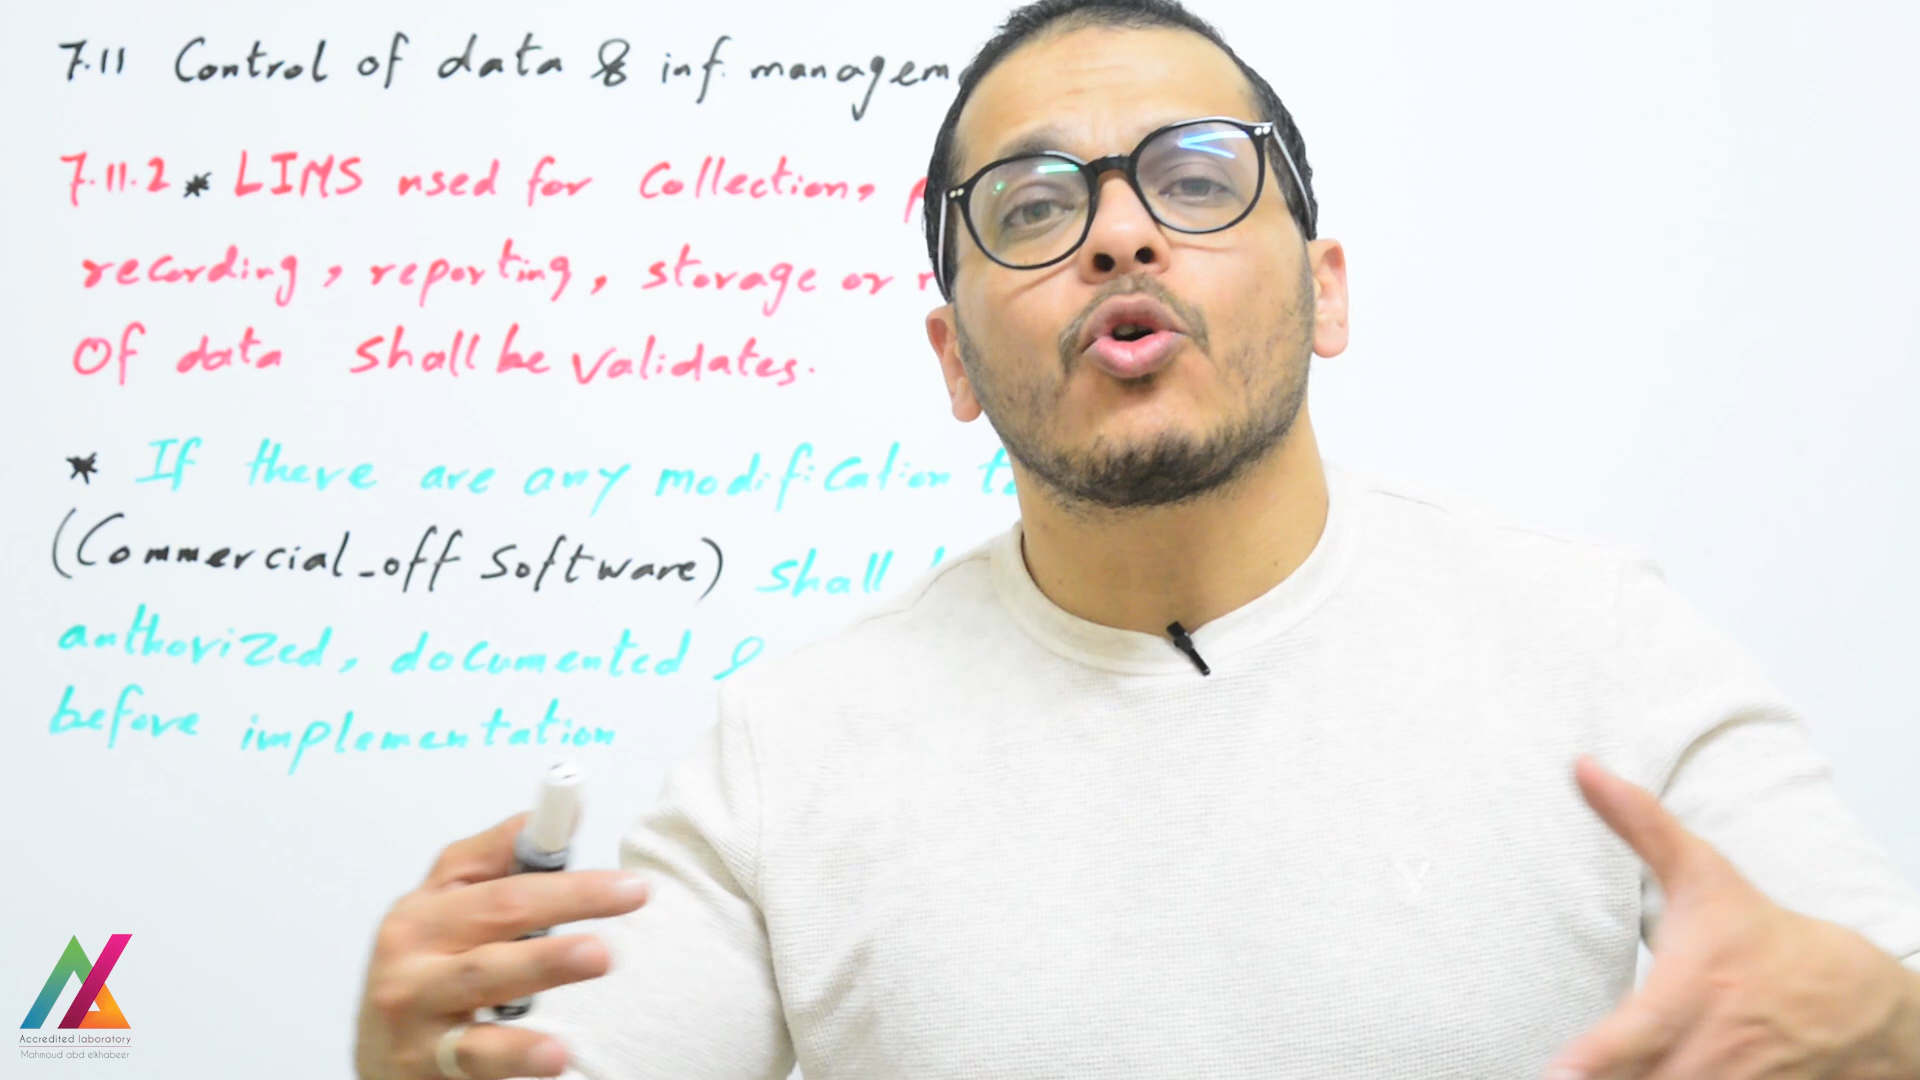 7.11 Control of data & inf. managem
7.11.2 * LIMS used for Collection,
recording, reporting, storage or
Of data shall be validates.
* If there are any modification
(Commercial_off Software) shall
authorized, documented &
before implementation
Accredited laboratory
Mahmoud abd elkhabeer